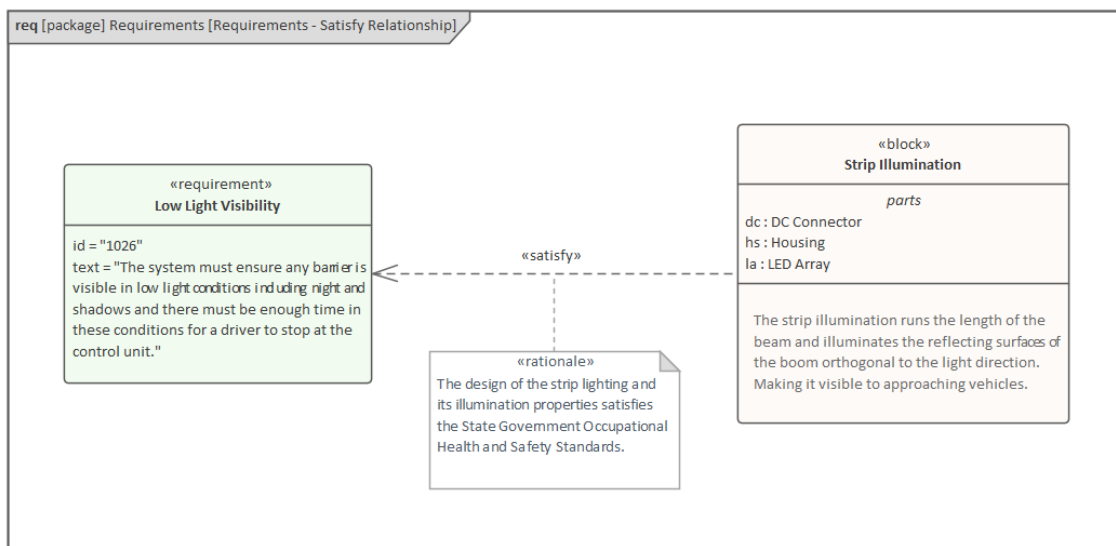 req [package] Requirements [Requirements - Satisfy Relationship]
«requirement»
Low Light Visibility
id = "1026"
text = "The system must ensure any barrier is
visible in low light conditions including night and
shadows and there must be enough time in
these conditions for a driver to stop at the
control unit."
«satisfy»
«rationale»
The design of the strip lighting and
its illumination properties satisfies
the State Government Occupational
Health and Safety Standards.
«block»
Strip Illumination
parts
dc : DC Connector
hs : Housing
la : LED Array
The strip illumination runs the length of the
beam and illuminates the reflecting surfaces of
the boom orthogonal to the light direction.
Making it visible to approaching vehicles.